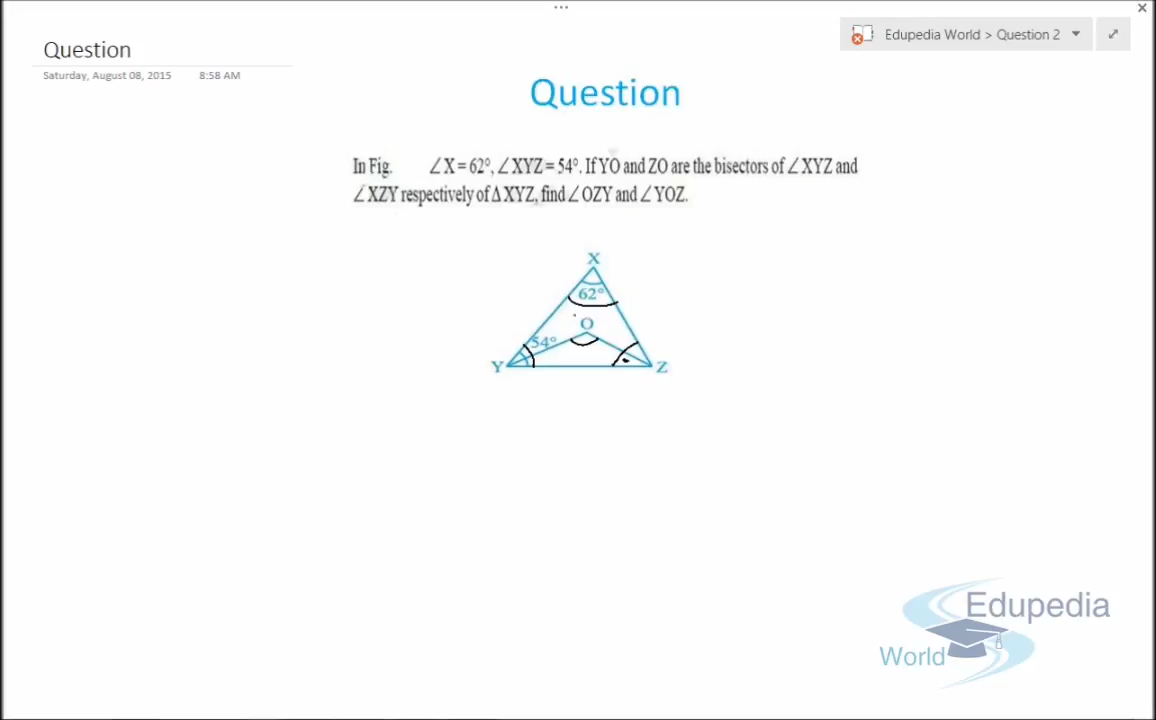 Question
Saturday, August 08, 2015 8:58 AM
Edupedia World > Question 2
Question
In Fig. ∠X = 62°, ∠XYZ = 54°. If YO and ZO are the bisectors of ∠XYZ and
∠XZY respectively of Δ XYZ, find ∠OZY and ∠YOZ.
X
62°
O
54°
Y
Z
Edupedia
World